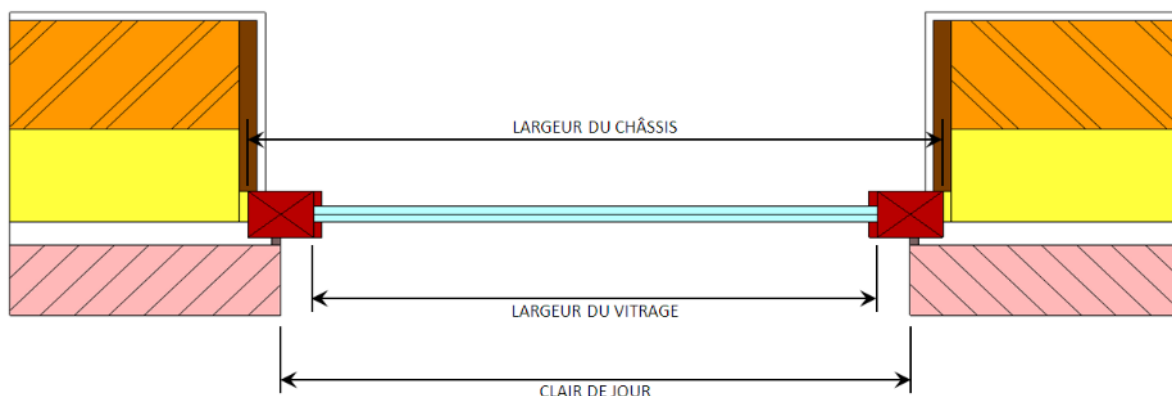 LARGEUR DU CHÂSSIS
LARGEUR DU VITRAGE
CLAIR DE JOUR